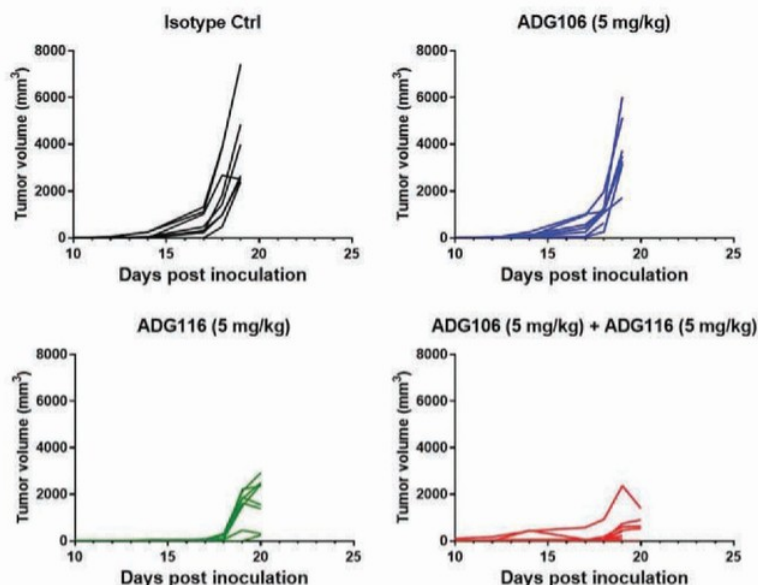 Isotype Ctrl
8000
6000
4000
2000
0
Tumor volume (mm³)
10 15 20 25
Days post inoculation
ADG106 (5 mg/kg)
8000
6000
4000
2000
0
Tumor volume (mm³)
10 15 20 25
Days post inoculation
ADG116 (5 mg/kg)
8000
6000
4000
2000
0
Tumor volume (mm³)
10 15 20 25
Days post inoculation
ADG106 (5 mg/kg) + ADG116 (5 mg/kg)
8000
6000
4000
2000
0
Tumor volume (mm³)
10 15 20 25
Days post inoculation